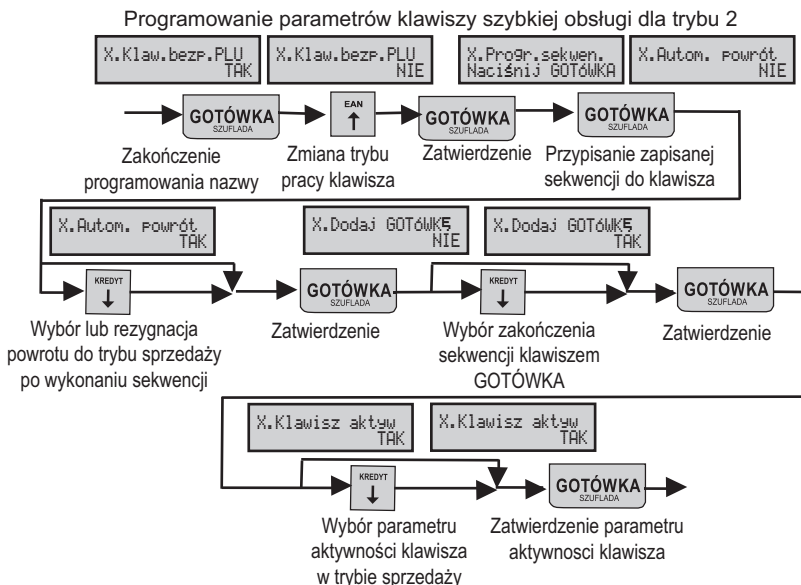 Programowanie parametrów klawiszy szybkiej obsługi dla trybu 2
X.Klaw.bezp.PLU
TAK
X.Klaw.bezp.PLU
NIE
X.Progr.sekwen.
Naciśnij GOTóWKA
X.Autom. powrót
NIE
GOTÓWKA
SZUFLADA
EAN
↑
GOTÓWKA
SZUFLADA
GOTÓWKA
SZUFLADA
Zakończenie
programowania nazwy
Zmiana trybu
pracy klawisza
Zatwierdzenie
Przypisanie zapisanej
sekwencji do klawisza
X.Autom. powrót
TAK
X.Dodaj GOTóWKĘ
NIE
X.Dodaj GOTóWKĘ
TAK
KREDYT
↓
GOTÓWKA
SZUFLADA
KREDYT
↓
GOTÓWKA
SZUFLADA
Wybór lub rezygnacja
powrotu do trybu sprzedaży
po wykonaniu sekwencji
Zatwierdzenie
Wybór zakończenia
sekwencji klawiszem
GOTÓWKA
Zatwierdzenie
X.Klawisz aktyw
TAK
X.Klawisz aktyw
TAK
KREDYT
↓
GOTÓWKA
SZUFLADA
Wybór parametru
aktywności klawisza
w trybie sprzedaży
Zatwierdzenie parametru
aktywnosci klawisza